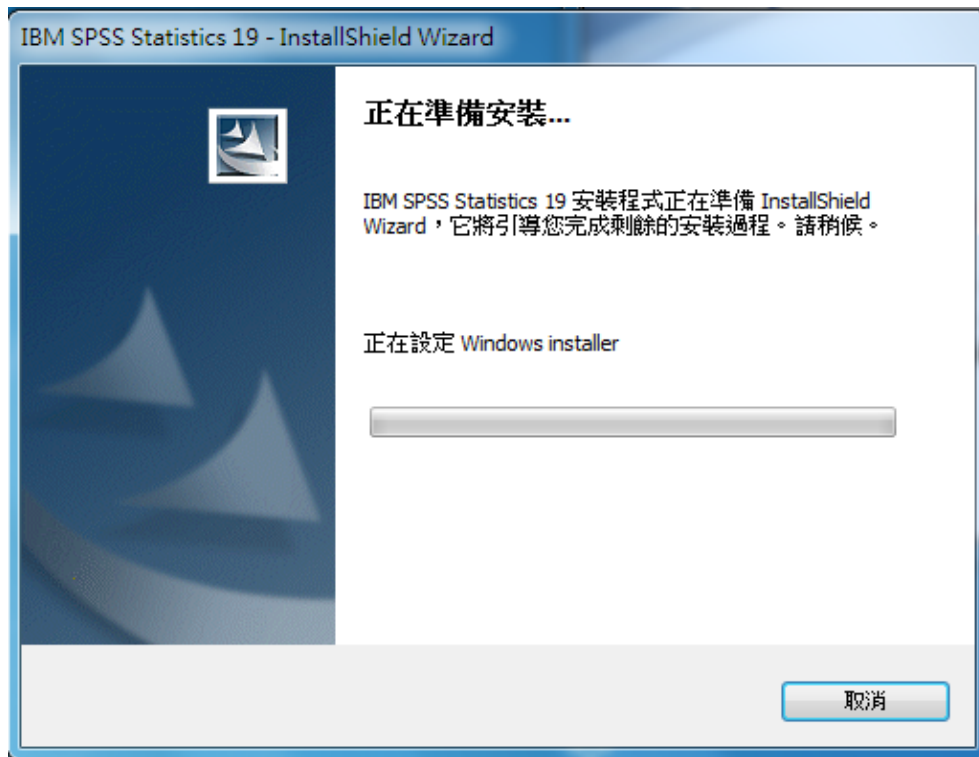 IBM SPSS Statistics 19 - InstallShield Wizard
正在準備安裝...
IBM SPSS Statistics 19 安裝程式正在準備 InstallShield
Wizard，它將引導您完成剩餘的安裝過程。請稍候。
正在設定 Windows installer
取消